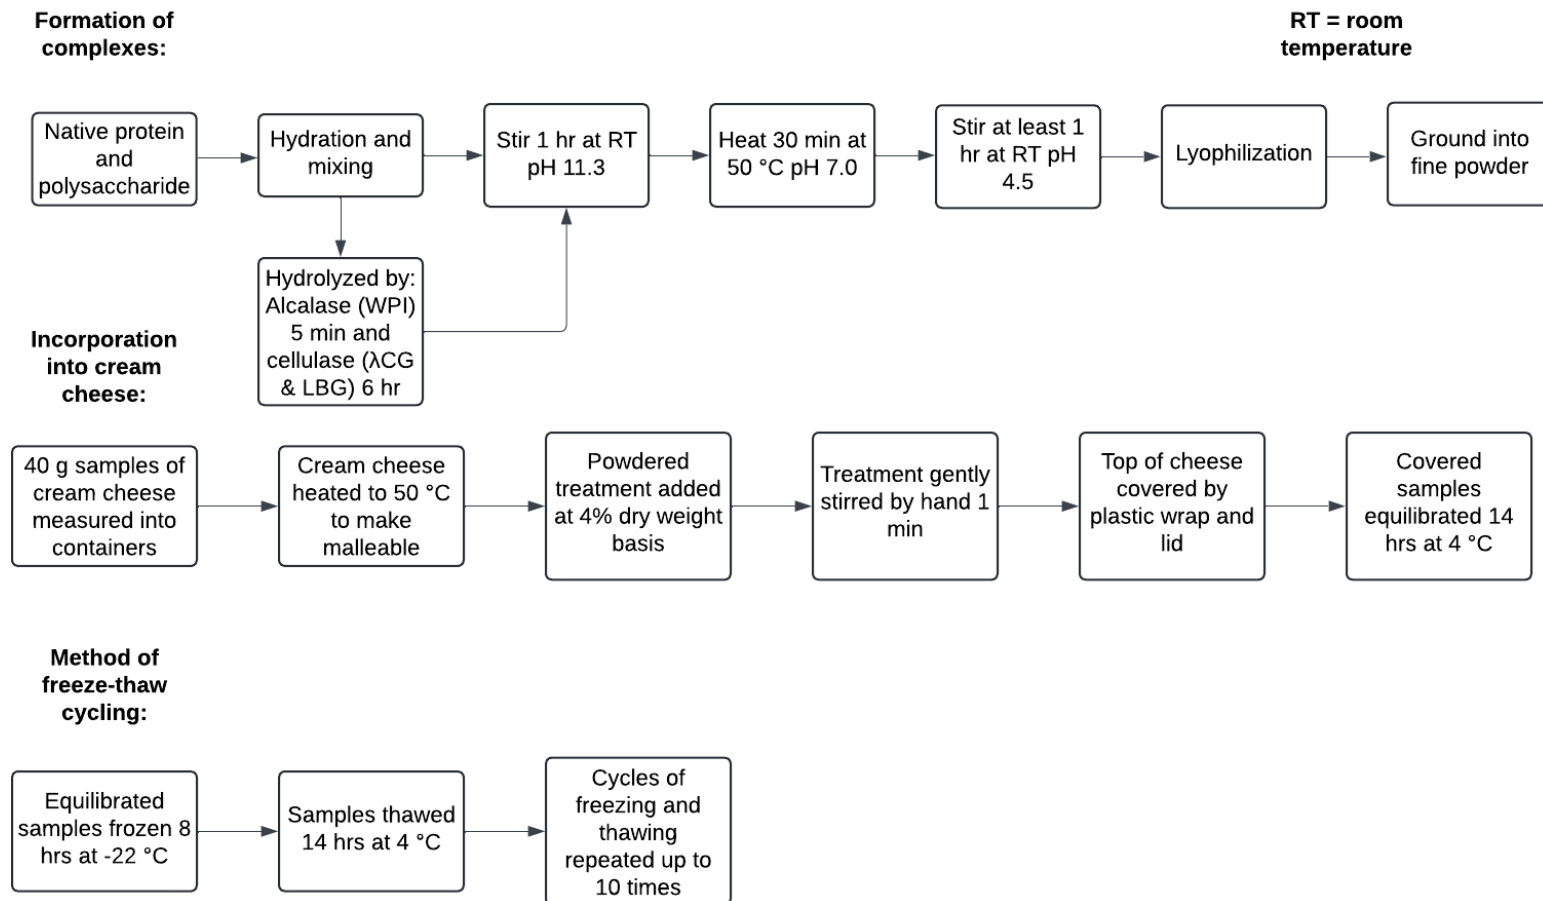 Formation of
complexes:
RT = room
temperature
Native protein
and
polysaccharide
Hydration and
mixing
Stir 1 hr at RT
pH 11.3
Heat 30 min at
50 °C pH 7.0
Stir at least 1
hr at RT pH
4.5
Lyophilization
Ground into
fine powder
Hydrolyzed by:
Alcalase (WPI)
5 min and
cellulase (λCG
& LBG) 6 hr
Incorporation
into cream
cheese:
40 g samples of
cream cheese
measured into
containers
Cream cheese
heated to 50 °C
to make
malleable
Powdered
treatment added
at 4% dry weight
basis
Treatment gently
stirred by hand 1
min
Top of cheese
covered by
plastic wrap and
lid
Covered
samples
equilibrated 14
hrs at 4 °C
Method of
freeze-thaw
cycling:
Equilibrated
samples frozen 8
hrs at -22 °C
Samples thawed
14 hrs at 4 °C
Cycles of
freezing and
thawing
repeated up to
10 times